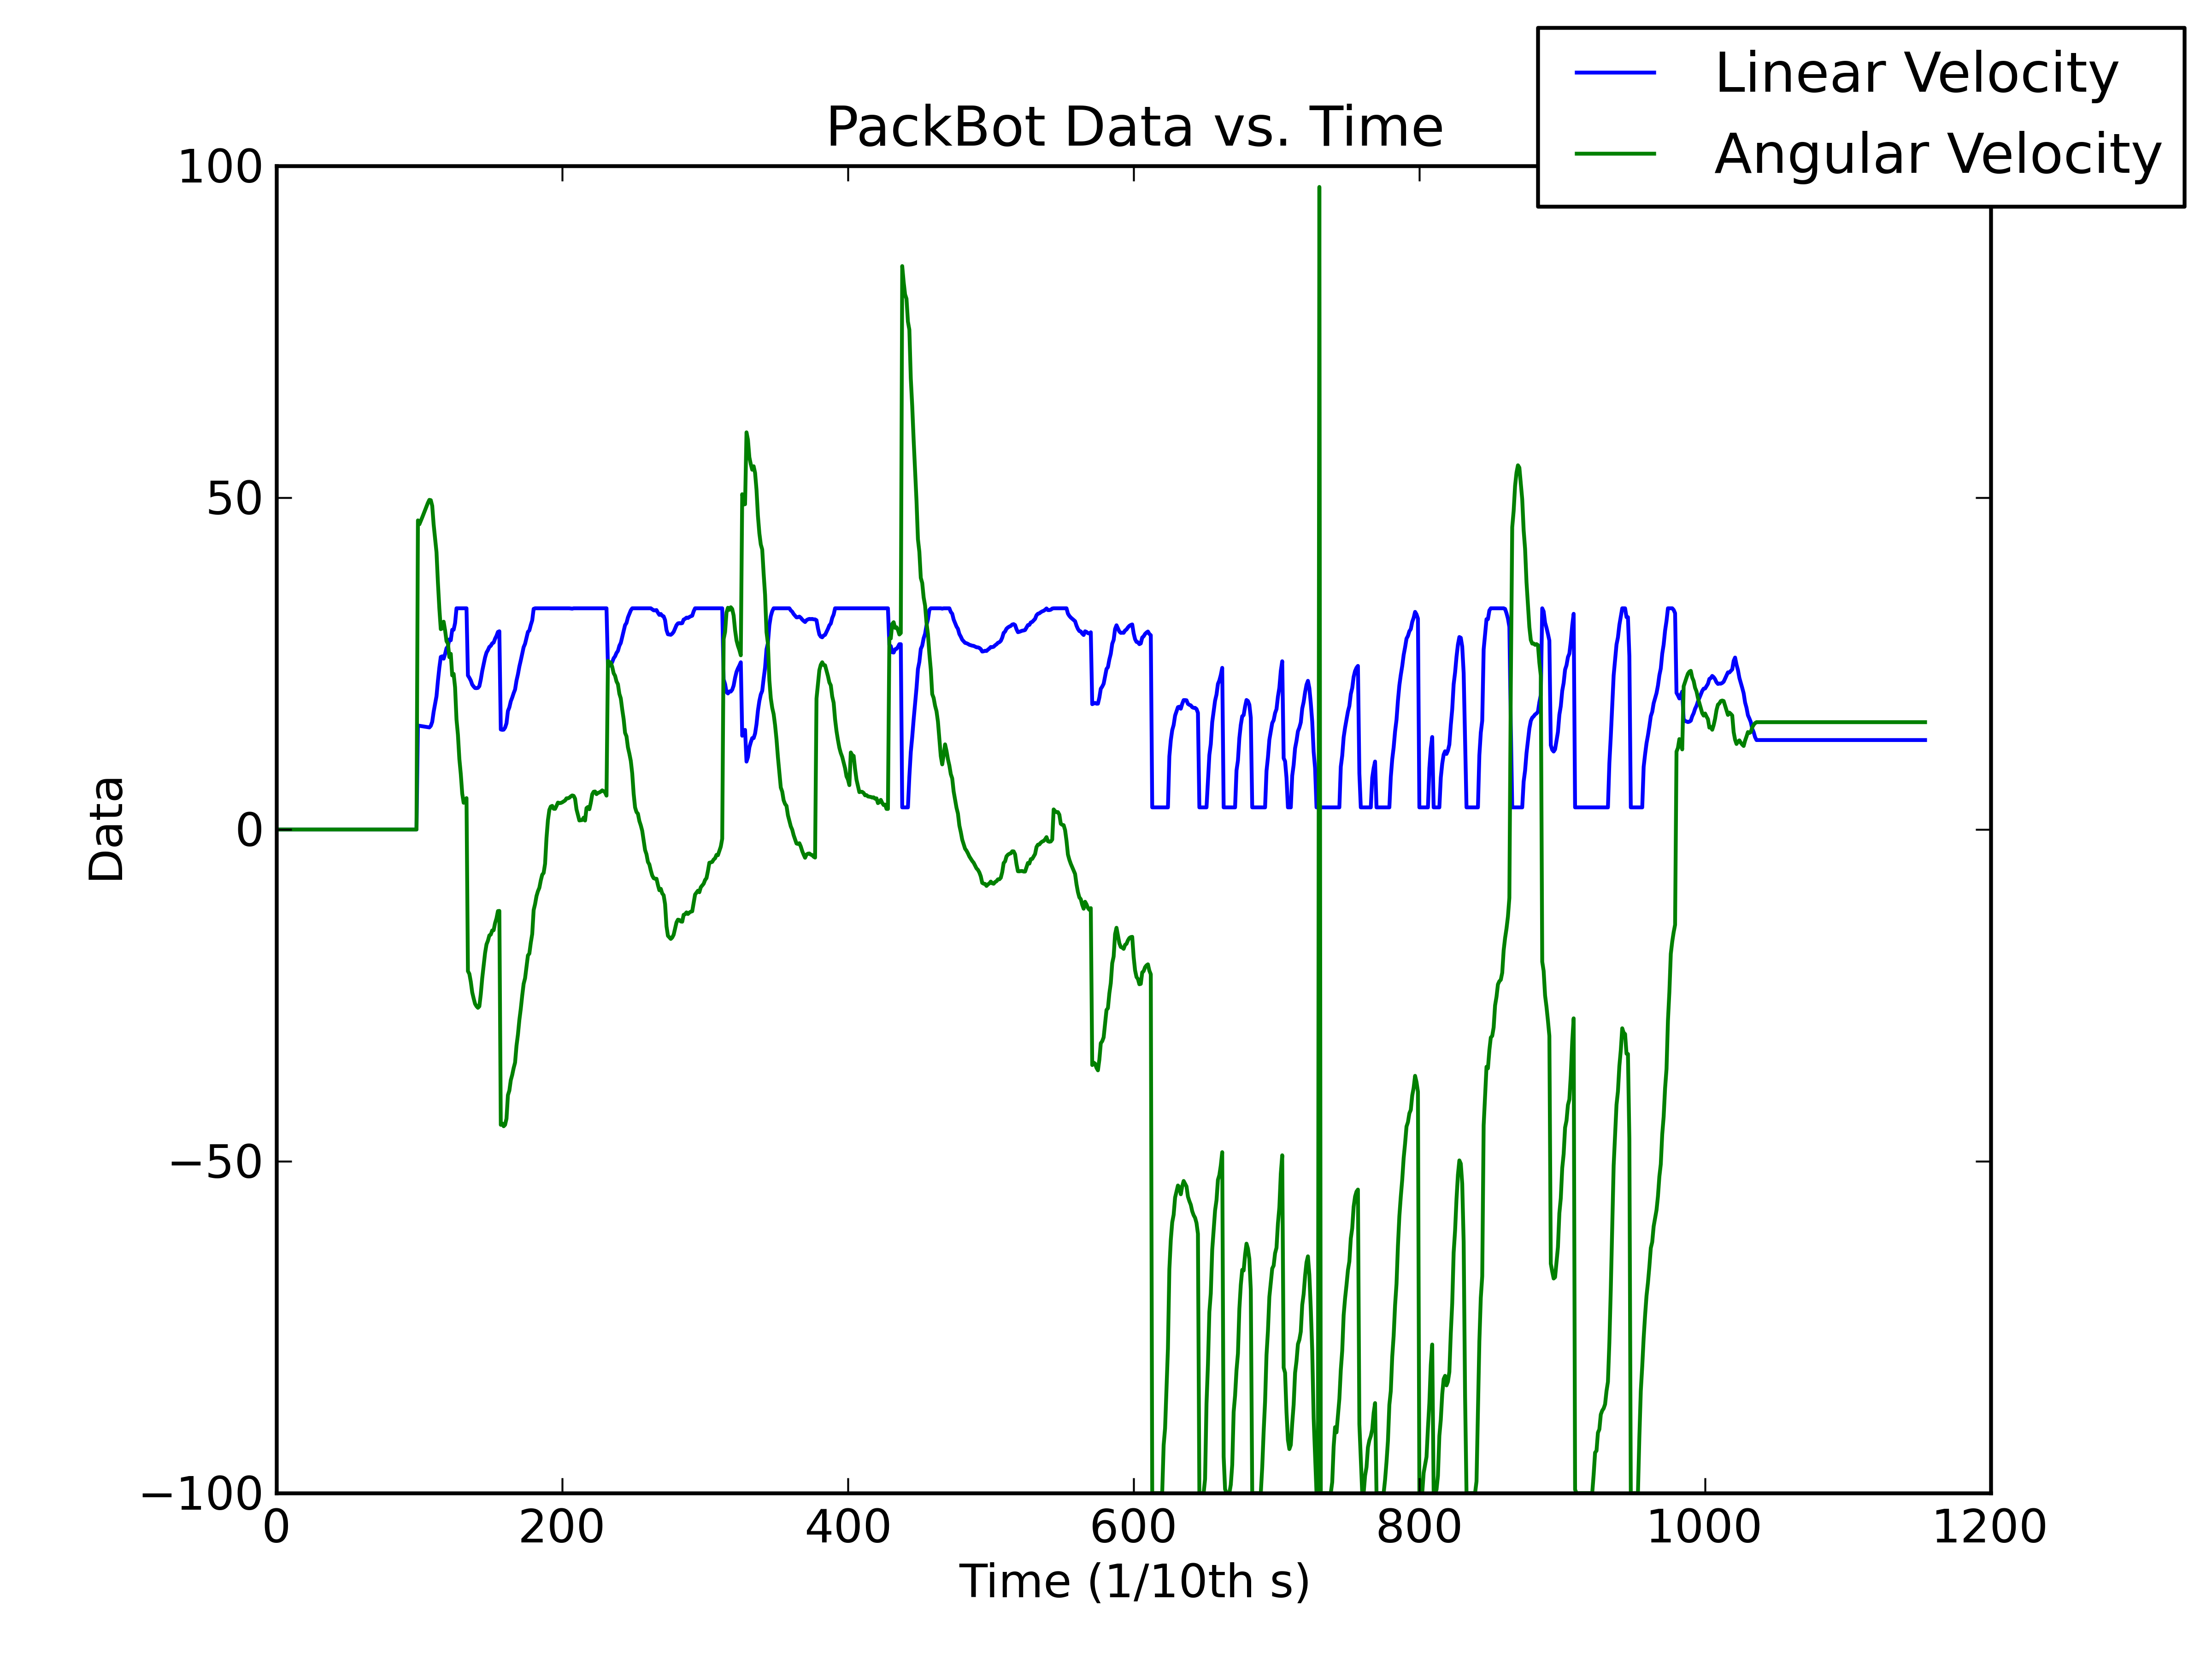 Linear Velocity
Angular Velocity
PackBot Data vs. Time
100
50
0
−50
−100
Data
0 200 400 600 800 1000 1200
Time (1/10th s)